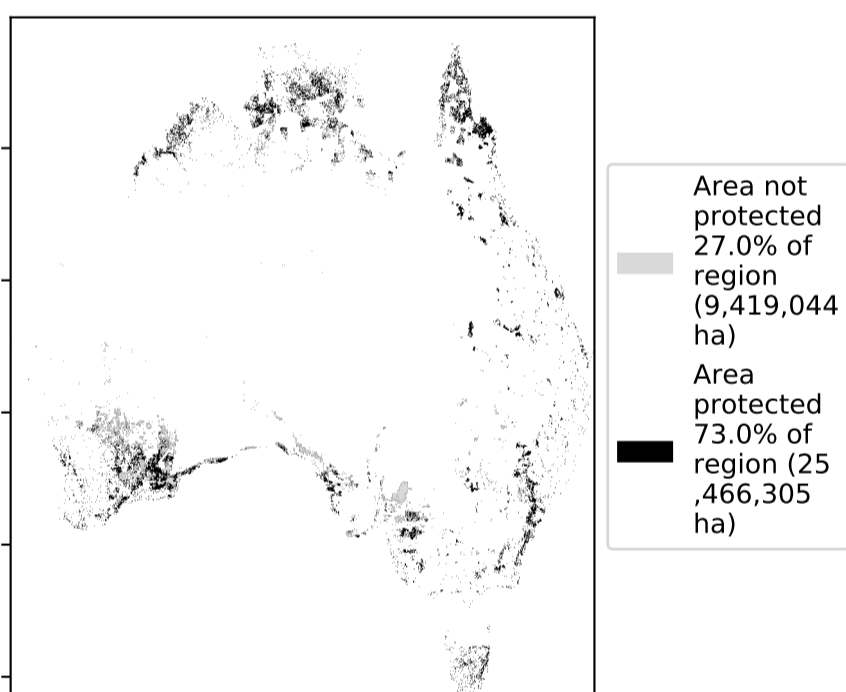 Area not
protected
27.0% of
region
(9,419,044
ha)
Area
protected
73.0% of
region (25
,466,305
ha)